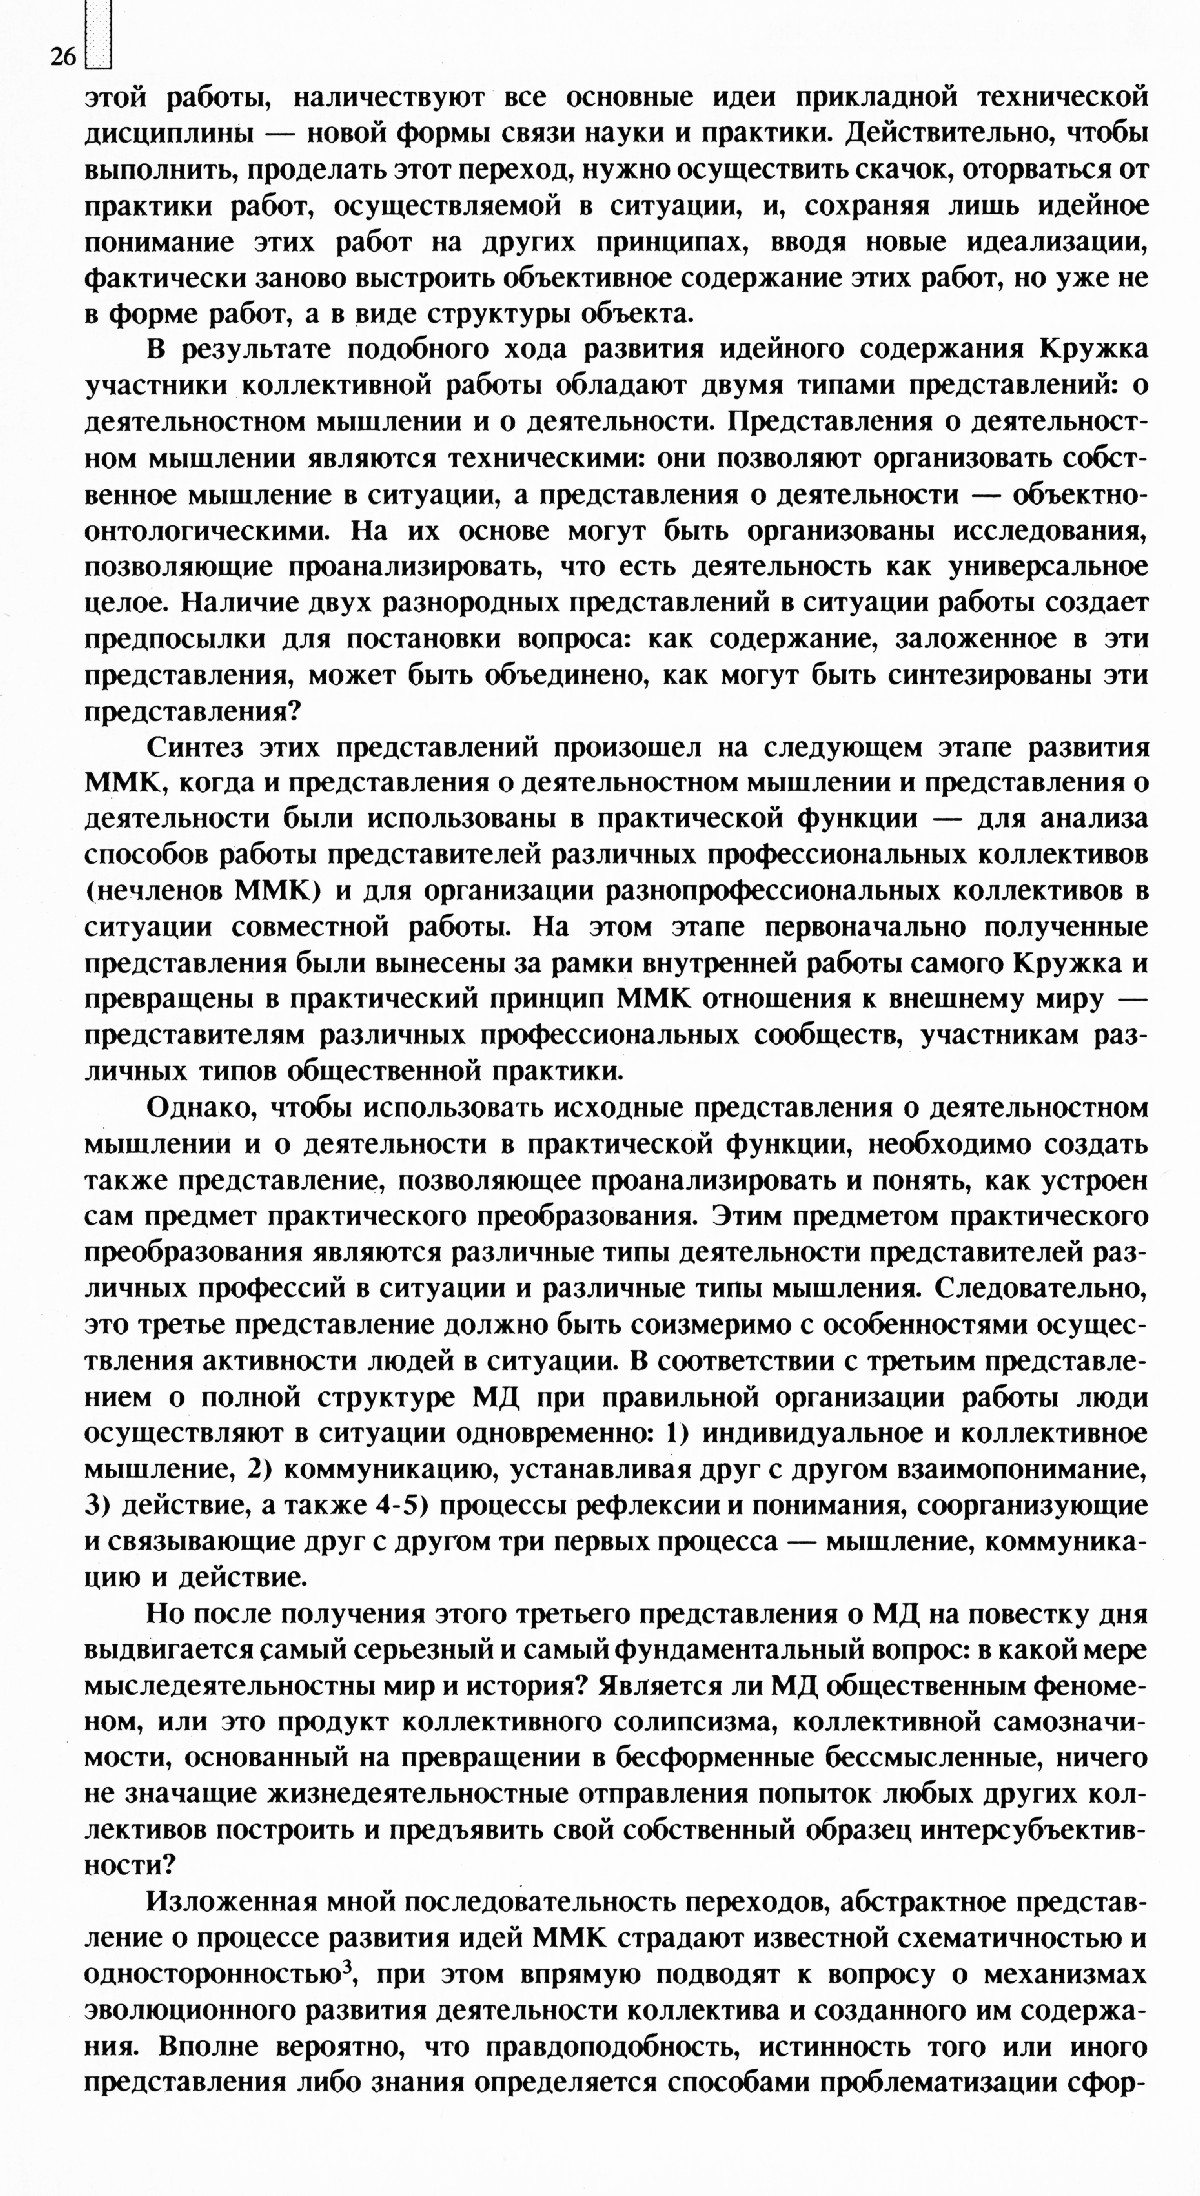 26
этой работы, наличествуют все основные идеи прикладной технической
дисциплины — новой формы связи науки и практики. Действительно, чтобы
выполнить, проделать этот переход, нужно осуществить скачок, оторваться от
практики работ, осуществляемой в ситуации, и, сохраняя лишь идейное
понимание этих работ на других принципах, вводя новые идеализации,
фактически заново выстроить объективное содержание этих работ, но уже не
в форме работ, а в виде структуры объекта.
В результате подобного хода развития идейного содержания Кружка
участники коллективной работы обладают двумя типами представлений: о
деятельностном мышлении и о деятельности. Представления о деятельност-
ном мышлении являются техническими: они позволяют организовать собст-
венное мышление в ситуации, а представления о деятельности — объектно-
онтологическими. На их основе могут быть организованы исследования,
позволяющие проанализировать, что есть деятельность как универсальное
целое. Наличие двух разнородных представлений в ситуации работы создает
предпосылки для постановки вопроса: как содержание, заложенное в эти
представления, может быть объединено, как могут быть синтезированы эти
представления?
Синтез этих представлений произошел на следующем этапе развития
ММК, когда и представления о деятельностном мышлении и представления о
деятельности были использованы в практической функции — для анализа
способов работы представителей различных профессиональных коллективов
(нечленов ММК) и для организации разнопрофессиональных коллективов в
ситуации совместной работы. На этом этапе первоначально полученные
представления были вынесены за рамки внутренней работы самого Кружка и
превращены в практический принцип ММК отношения к внешнему миру —
представителям различных профессиональных сообществ, участникам раз-
личных типов общественной практики.
Однако, чтобы использовать исходные представления о деятельностном
мышлении и о деятельности в практической функции, необходимо создать
также представление, позволяющее проанализировать и понять, как устроен
сам предмет практического преобразования. Этим предметом практического
преобразования являются различные типы деятельности представителей раз-
личных профессий в ситуации и различные типы мышления. Следовательно,
это третье представление должно быть соизмеримо с особенностями осущес-
твления активности людей в ситуации. В соответствии с третьим представле-
нием о полной структуре МД при правильной организации работы люди
осуществляют в ситуации одновременно: 1) индивидуальное и коллективное
мышление, 2) коммуникацию, устанавливая друг с другом взаимопонимание,
3) действие, а также 4-5) процессы рефлексии и понимания, соорганизующие
и связывающие друг с другом три первых процесса — мышление, коммуника-
цию и действие.
Но после получения этого третьего представления о МД на повестку дня
выдвигается самый серьезный и самый фундаментальный вопрос: в какой мере
мыследеятельностны мир и история? Является ли МД общественным феноме-
ном, или это продукт коллективного солипсизма, коллективной самозначи-
мости, основанный на превращении в бесформенные бессмысленные, ничего
не значащие жизнедеятельностные отправления попыток любых других кол-
лективов построить и предъявить свой собственный образец интерсубъектив-
ности?
Изложенная мной последовательность переходов, абстрактное представ-
ление о процессе развития идей ММК страдают известной схематичностью и
односторонностью³, при этом впрямую подводят к вопросу о механизмах
эволюционного развития деятельности коллектива и созданного им содержа-
ния. Вполне вероятно, что правдоподобность, истинность того или иного
представления либо знания определяется способами проблематизации сфор-